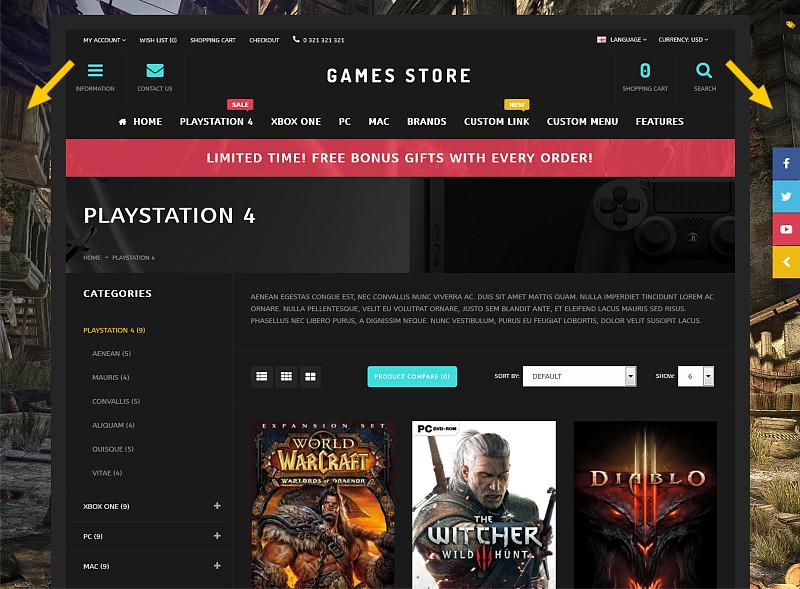 MY ACCOUNT
WISH LIST (0)
SHOPPING CART
CHECKOUT
0 321 321 321
LANGUAGE
CURRENCY: USD
INFORMATION
CONTACT US
GAMES STORE
0
SHOPPING CART
SEARCH
SALE
NEW
HOME
PLAYSTATION 4
XBOX ONE
PC
MAC
BRANDS
CUSTOM LINK
CUSTOM MENU
FEATURES
LIMITED TIME! FREE BONUS GIFTS WITH EVERY ORDER!
PLAYSTATION 4
HOME - PLAYSTATION 4
CATEGORIES
PLAYSTATION 4 (9)
AENEAN (5)
MAURIS (4)
CONVALLIS (5)
ALIQUAM (4)
QUISQUE (5)
VITAE (4)
XBOX ONE (9)
PC (9)
MAC (9)
AENEAN EGESTAS CONGUE EST, NEC CONVALLIS NUNC VIVERRA AC. DUIS SIT AMET MATTIS QUAM. NULLA IMPERDIET TINCIDUNT LOREM AC
ORNARE. NULLA PELLENTESQUE, VELIT EU VOLUTPAT ORNARE, JUSTO SEM BLANDIT ANTE, ET ELEIFEND LACUS MAURIS SED RISUS.
PHASELLUS NEC LIBERO PURUS, A DIGNISSIM NEQUE. NUNC VESTIBULUM, PURUS EU FEUGIAT LOBORTIS, DOLOR VELIT SUSCIPIT LACUS.
PRODUCT COMPARE (0)
SORT BY:
DEFAULT
SHOW:
6
EXPANSION SET
WORLD
OF
WARCRAFT
WARLORDS OF DRAENOR
PC DVD-ROM
THE
WITCHER
WILD HUNT
DIABLO